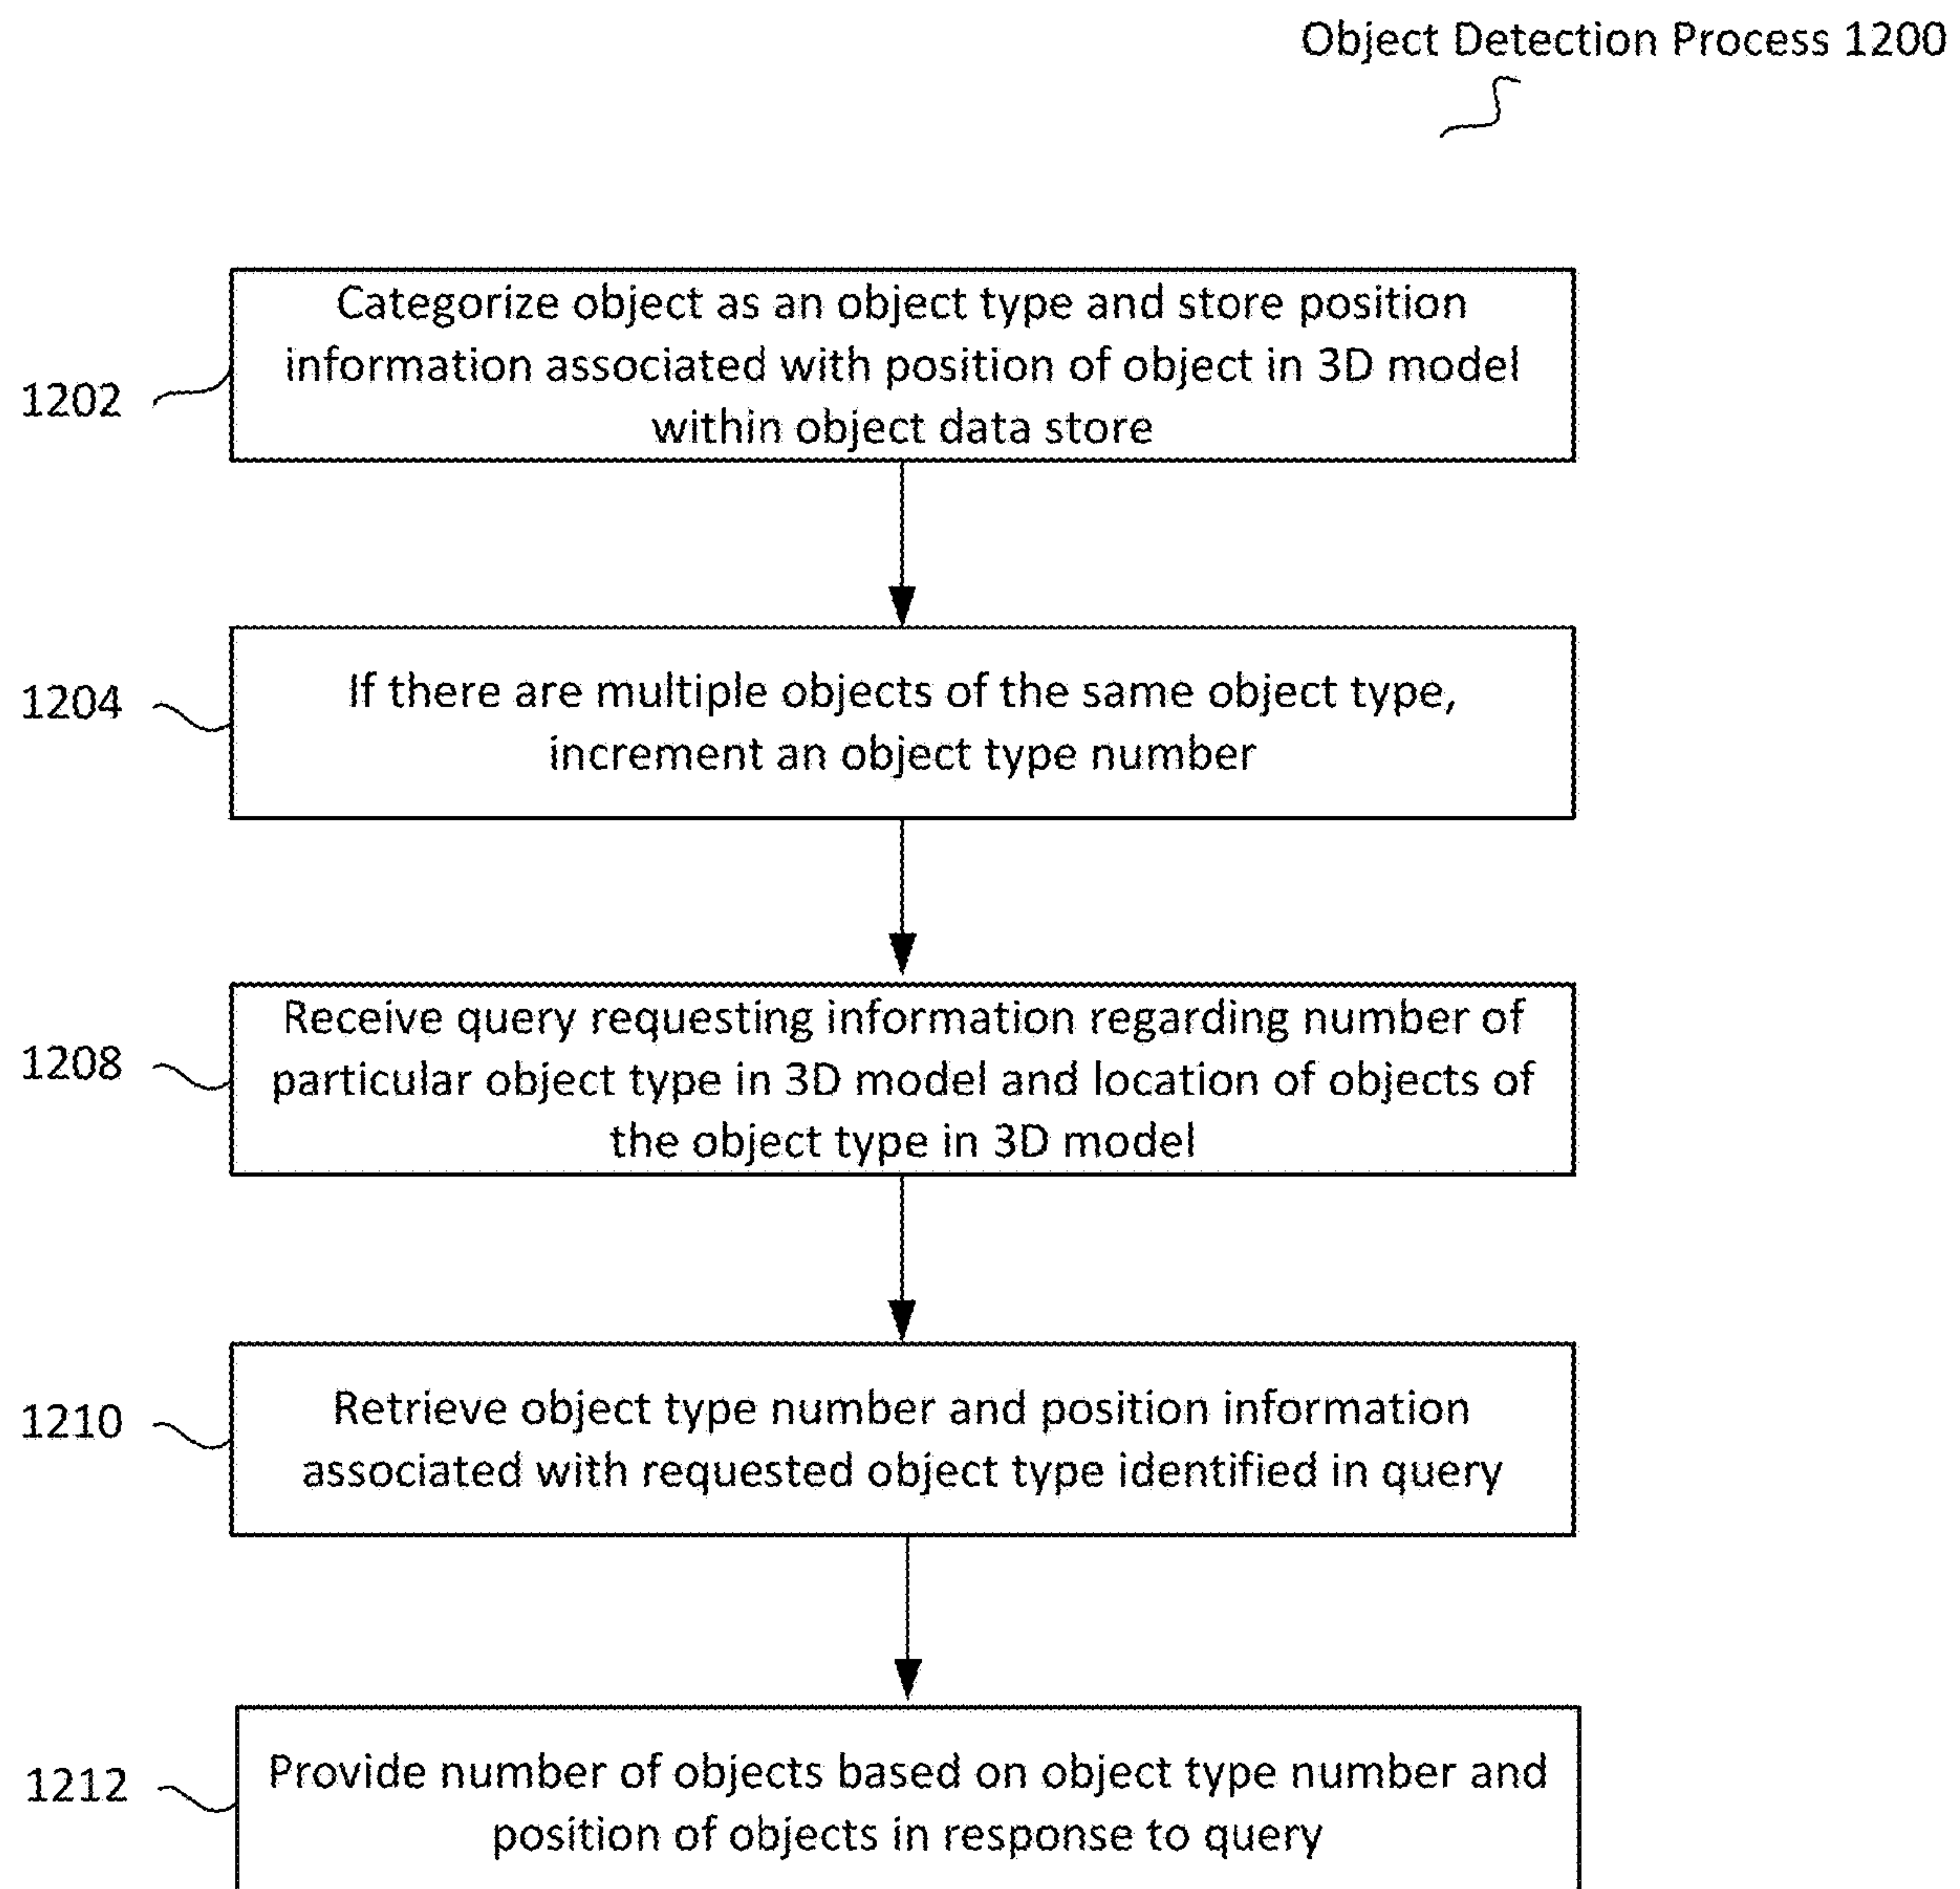 Object Detection Process 1200
Categorize object as an object type and store position
information associated with position of object in 3D model
within object data store
1202
If there are multiple objects of the same object type,
increment an object type number
1204
Receive query requesting information regarding number of
particular object type in 3D model and location of objects of
the object type in 3D model
1208
Retrieve object type number and position information
associated with requested object type identified in query
1210
Provide number of objects based on object type number and
position of objects in response to query
1212